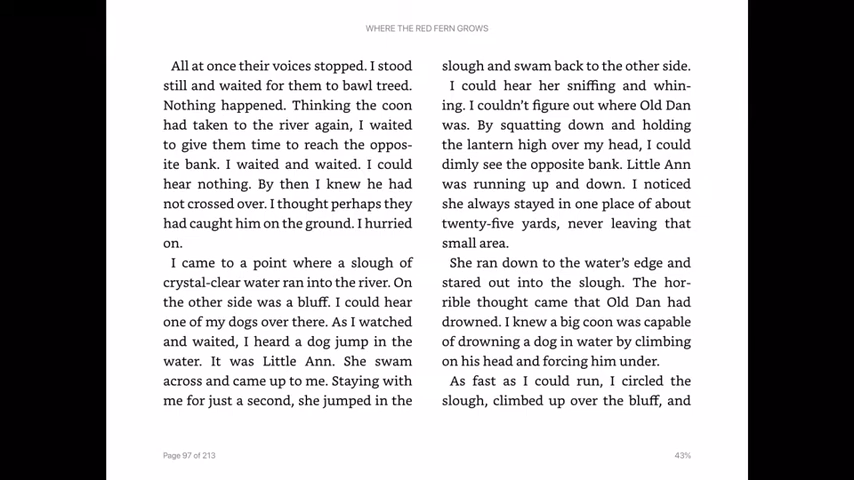 WHERE THE RED FERN GROWS
All at once their voices stopped. I stood
still and waited for them to bawl treed.
Nothing happened. Thinking the coon
had taken to the river again, I waited
to give them time to reach the oppos-
ite bank. I waited and waited. I could
hear nothing. By then I knew he had
not crossed over. I thought perhaps they
had caught him on the ground. I hurried
on.
I came to a point where a slough of
crystal-clear water ran into the river. On
the other side was a bluff. I could hear
one of my dogs over there. As I watched
and waited, I heard a dog jump in the
water. It was Little Ann. She swam
across and came up to me. Staying with
me for just a second, she jumped in the
slough and swam back to the other side.
I could hear her sniffing and whin-
ing. I couldn’t figure out where Old Dan
was. By squatting down and holding
the lantern high over my head, I could
dimly see the opposite bank. Little Ann
was running up and down. I noticed
she always stayed in one place of about
twenty-five yards, never leaving that
small area.
She ran down to the water’s edge and
stared out into the slough. The hor-
rible thought came that Old Dan had
drowned. I knew a big coon was capable
of drowning a dog in water by climbing
on his head and forcing him under.
As fast as I could run, I circled the
slough, climbed up over the bluff, and
Page 97 of 213
43%